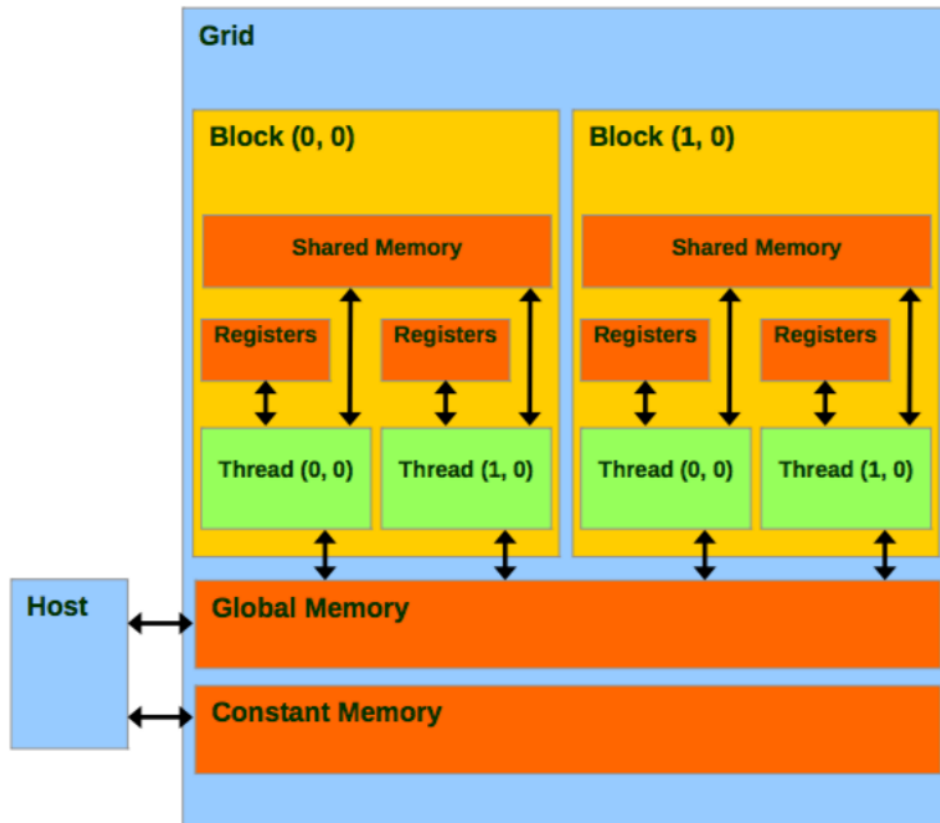 Grid
Block (0, 0)
Block (1, 0)
Shared Memory
Shared Memory
Registers
Registers
Registers
Registers
Thread (0, 0)
Thread (1, 0)
Thread (0, 0)
Thread (1, 0)
Host
Global Memory
Constant Memory